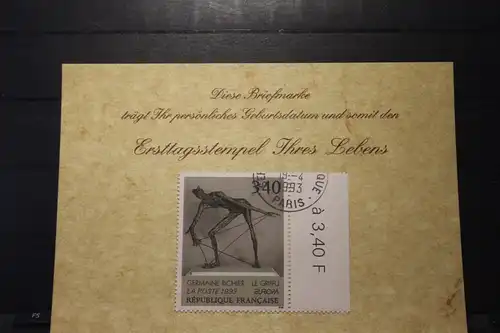 Diese Briefmarke
trägt Ihr persönliches Geburtsdatum und somit den
Ersttagsstempel Ihres Lebens
3,40
GERMAINE RICHIER LE GRIFFU
LA POSTE 1993 EUROPA
RÉPUBLIQUE FRANÇAISE
1993
PARIS
à 3,40 F